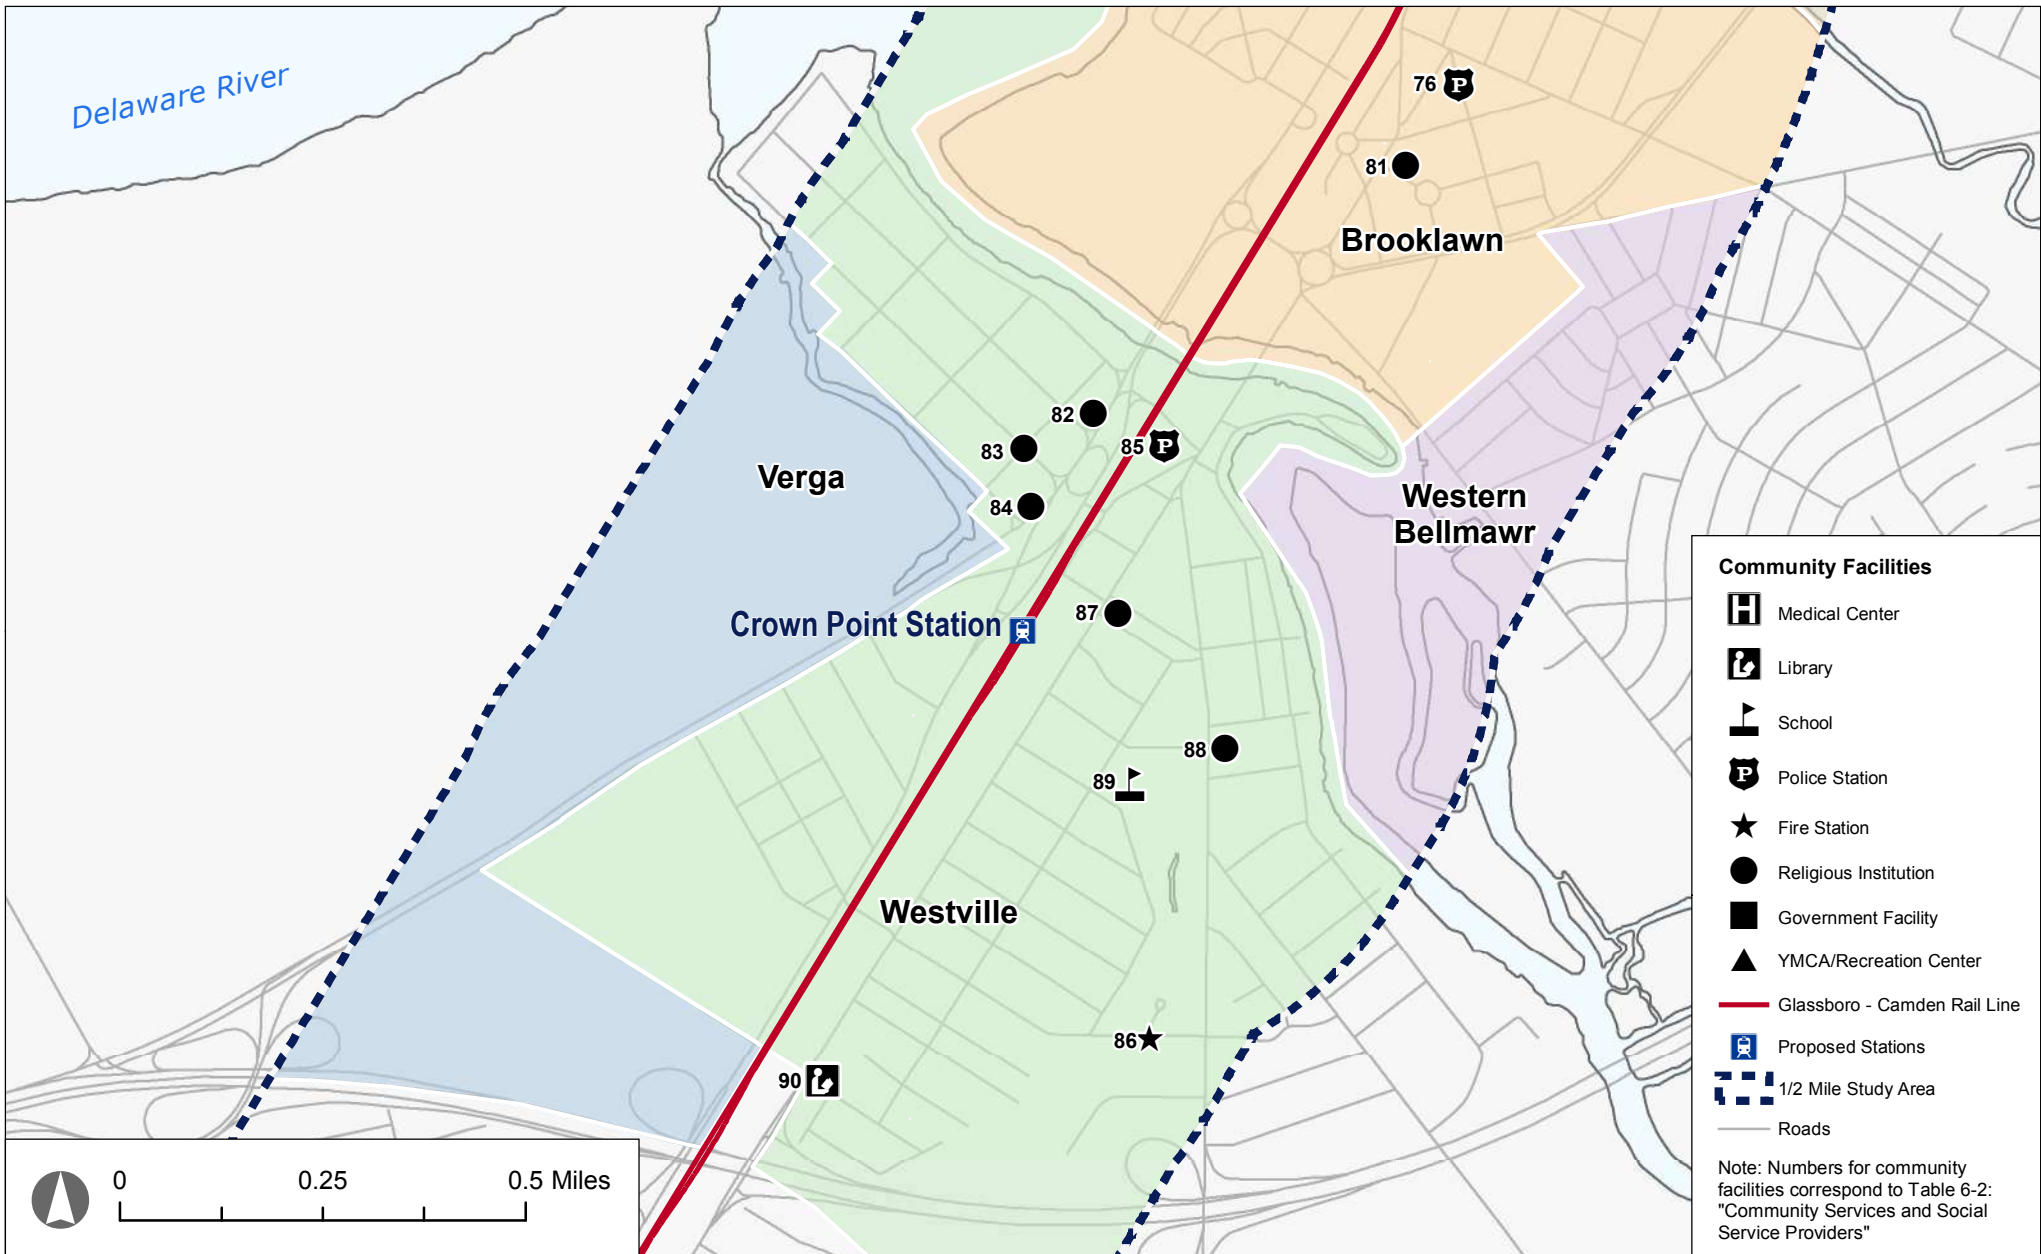 Delaware River
76
P
81
Brooklawn
82
83
85
P
Verga
84
Western
Bellmawr
Crown Point Station
87
88
89
Westville
86
90
Community Facilities
H
Medical Center
Library
School
P
Police Station
Fire Station
Religious Institution
Government Facility
YMCA/Recreation Center
Glassboro - Camden Rail Line
Proposed Stations
1/2 Mile Study Area
Roads
Note: Numbers for community
facilities correspond to Table 6-2:
"Community Services and Social
Service Providers"
0 0.25 0.5 Miles